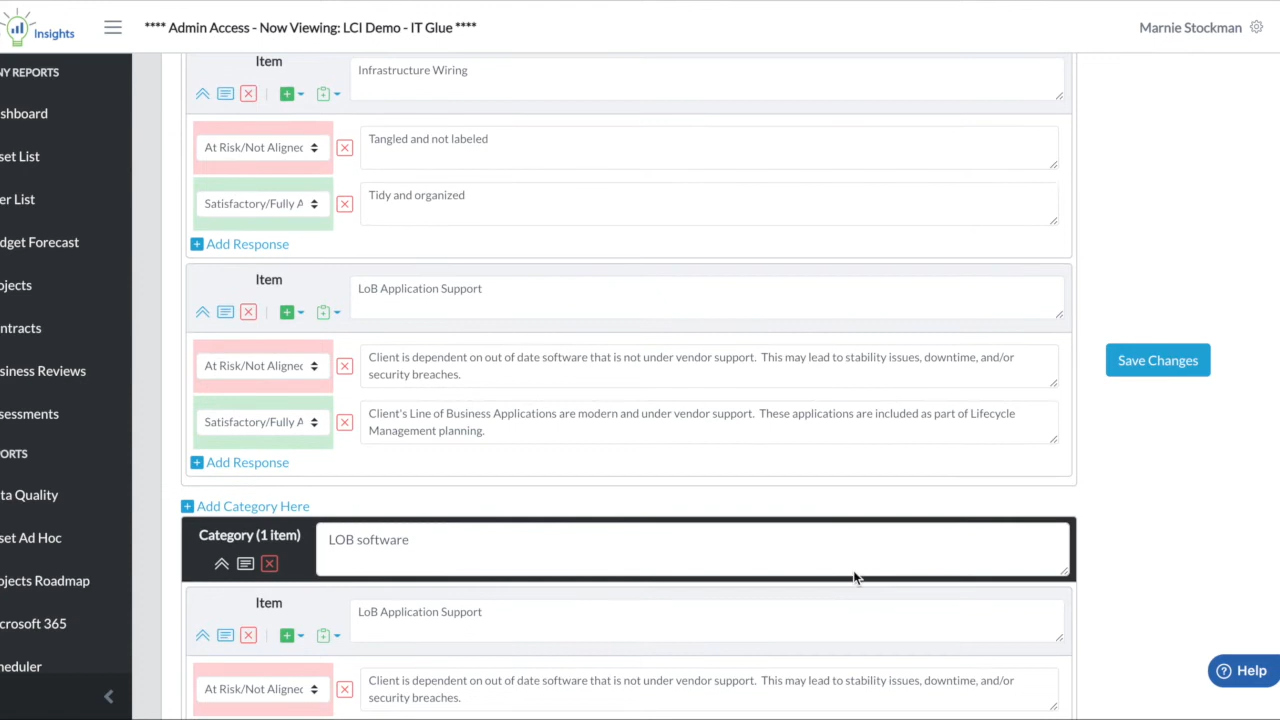 Insights
**** Admin Access - Now Viewing: LCI Demo - IT Glue ****
Marnie Stockman
NY REPORTS
shboard
set List
er List
dget Forecast
ojects
ntracts
siness Reviews
sessments
PORTS
ta Quality
set Ad Hoc
ojects Roadmap
crosoft 365
heduler
Item
Infrastructure Wiring
At Risk/Not Aligned
Tangled and not labeled
Satisfactory/Fully A
Tidy and organized
Add Response
Item
LoB Application Support
At Risk/Not Aligned
Client is dependent on out of date software that is not under vendor support. This may lead to stability issues, downtime, and/or
security breaches.
Satisfactory/Fully A
Client's Line of Business Applications are modern and under vendor support. These applications are included as part of Lifecycle
Management planning.
Add Response
Add Category Here
Category (1 item)
LOB software
Item
LoB Application Support
At Risk/Not Aligned
Client is dependent on out of date software that is not under vendor support. This may lead to stability issues, downtime, and/or
security breaches.
Save Changes
Help